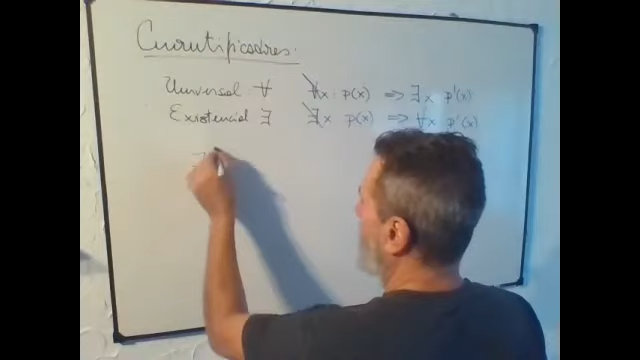 Cuantificadores:
Universal: ∀ ∀̸x: p(x) ⟹ ∃x p'(x)
Existencial ∃ ∄x p(x) ⟹ ∀x p'(x)
∃